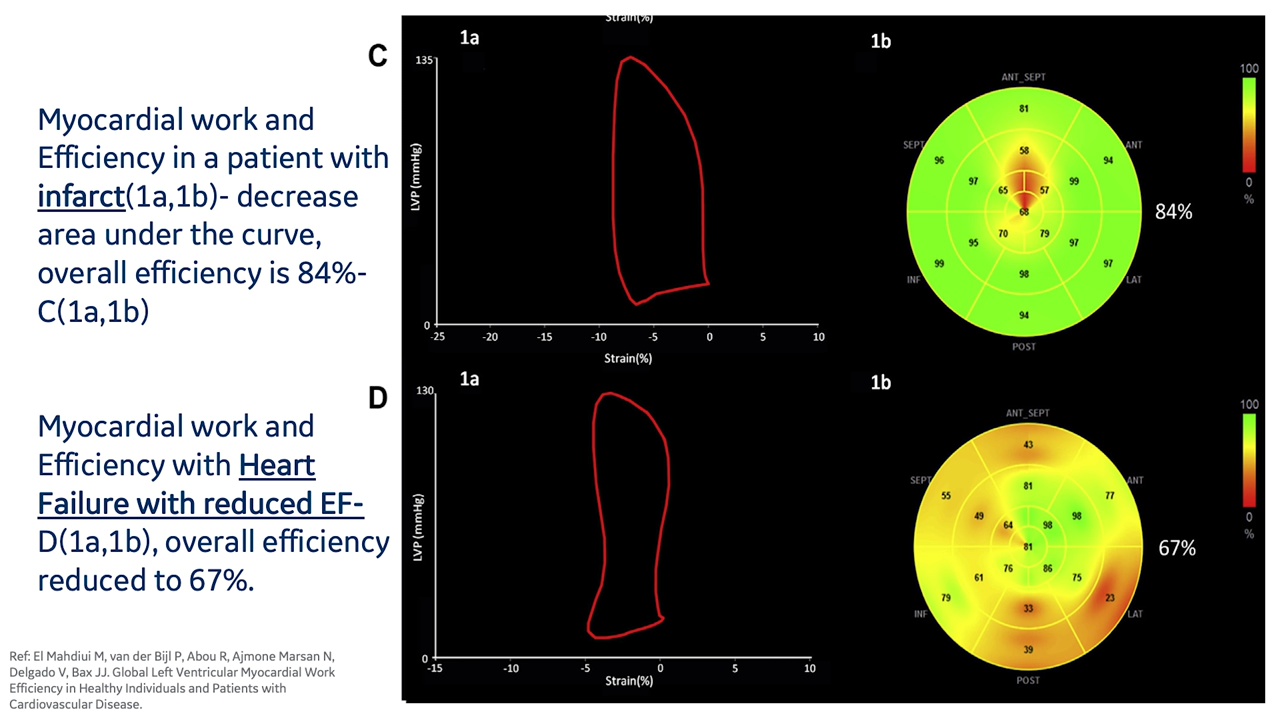 Myocardial work and
Efficiency in a patient with
infarct(1a,1b)- decrease
area under the curve,
overall efficiency is 84%-
C(1a,1b)
Myocardial work and
Efficiency with Heart
Failure with reduced EF-
D(1a,1b), overall efficiency
reduced to 67%.
Ref: El Mahdiui M, van der Bijl P, Abou R, Ajmone Marsan N,
Delgado V, Bax JJ. Global Left Ventricular Myocardial Work
Efficiency in Healthy Individuals and Patients with
Cardiovascular Disease.
Strain(%)
C
1a
135
LVP (mmHg)
0
-25 -20 -15 -10 -5 0 5 10
Strain(%)
1b
ANT_SEPT
81
SEPT 58 ANT
96 94
97 99
65 57
68
70 79
95 97
99 97
INF 98 LAT
94
POST
84%
100
0
%
D
1a
130
LVP (mmHg)
0
-15 -10 -5 0 5 10
Strain(%)
1b
ANT_SEPT
43
SEPT 81 ANT
55 77
49 98
64 98
81
76 86
61 75
79 23
INF 33 LAT
39
POST
67%
100
0
%